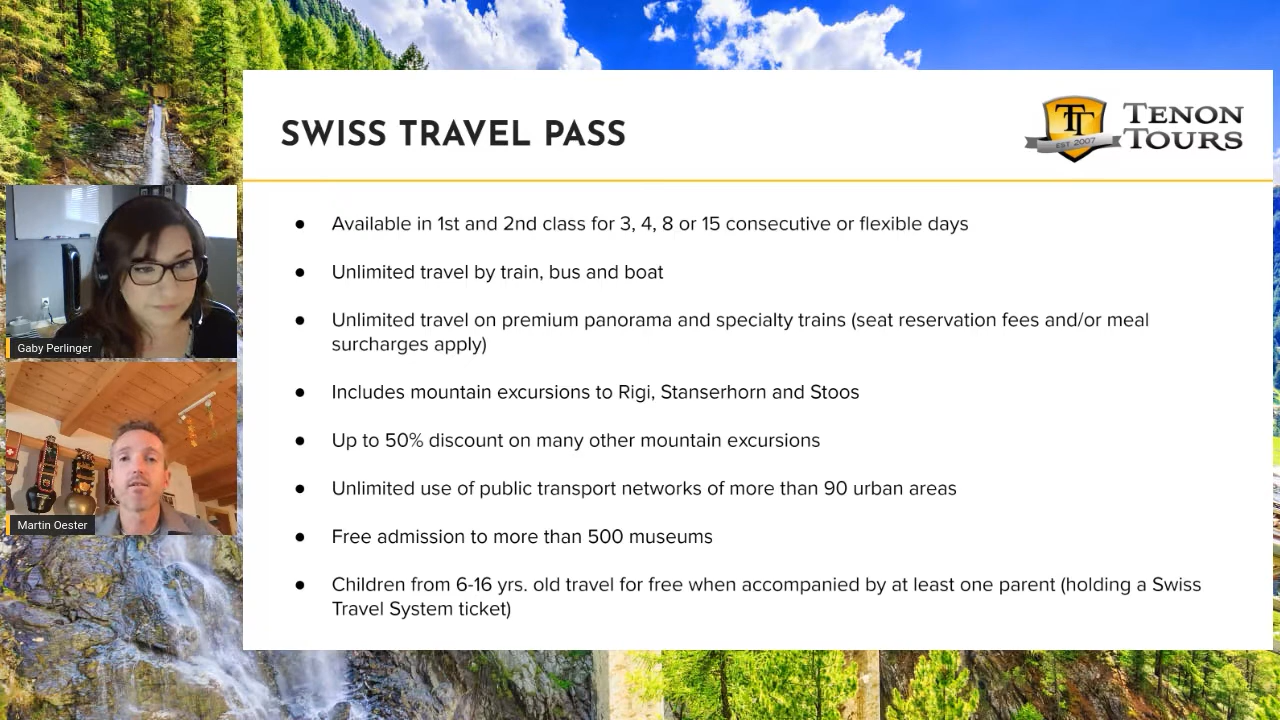 SWISS TRAVEL PASS
TT
EST 2007
TENON
TOURS
● Available in 1st and 2nd class for 3, 4, 8 or 15 consecutive or flexible days
● Unlimited travel by train, bus and boat
● Unlimited travel on premium panorama and specialty trains (seat reservation fees and/or meal
surcharges apply)
● Includes mountain excursions to Rigi, Stanserhorn and Stoos
● Up to 50% discount on many other mountain excursions
● Unlimited use of public transport networks of more than 90 urban areas
● Free admission to more than 500 museums
● Children from 6-16 yrs. old travel for free when accompanied by at least one parent (holding a Swiss
Travel System ticket)
Gaby Perlinger
Martin Oester